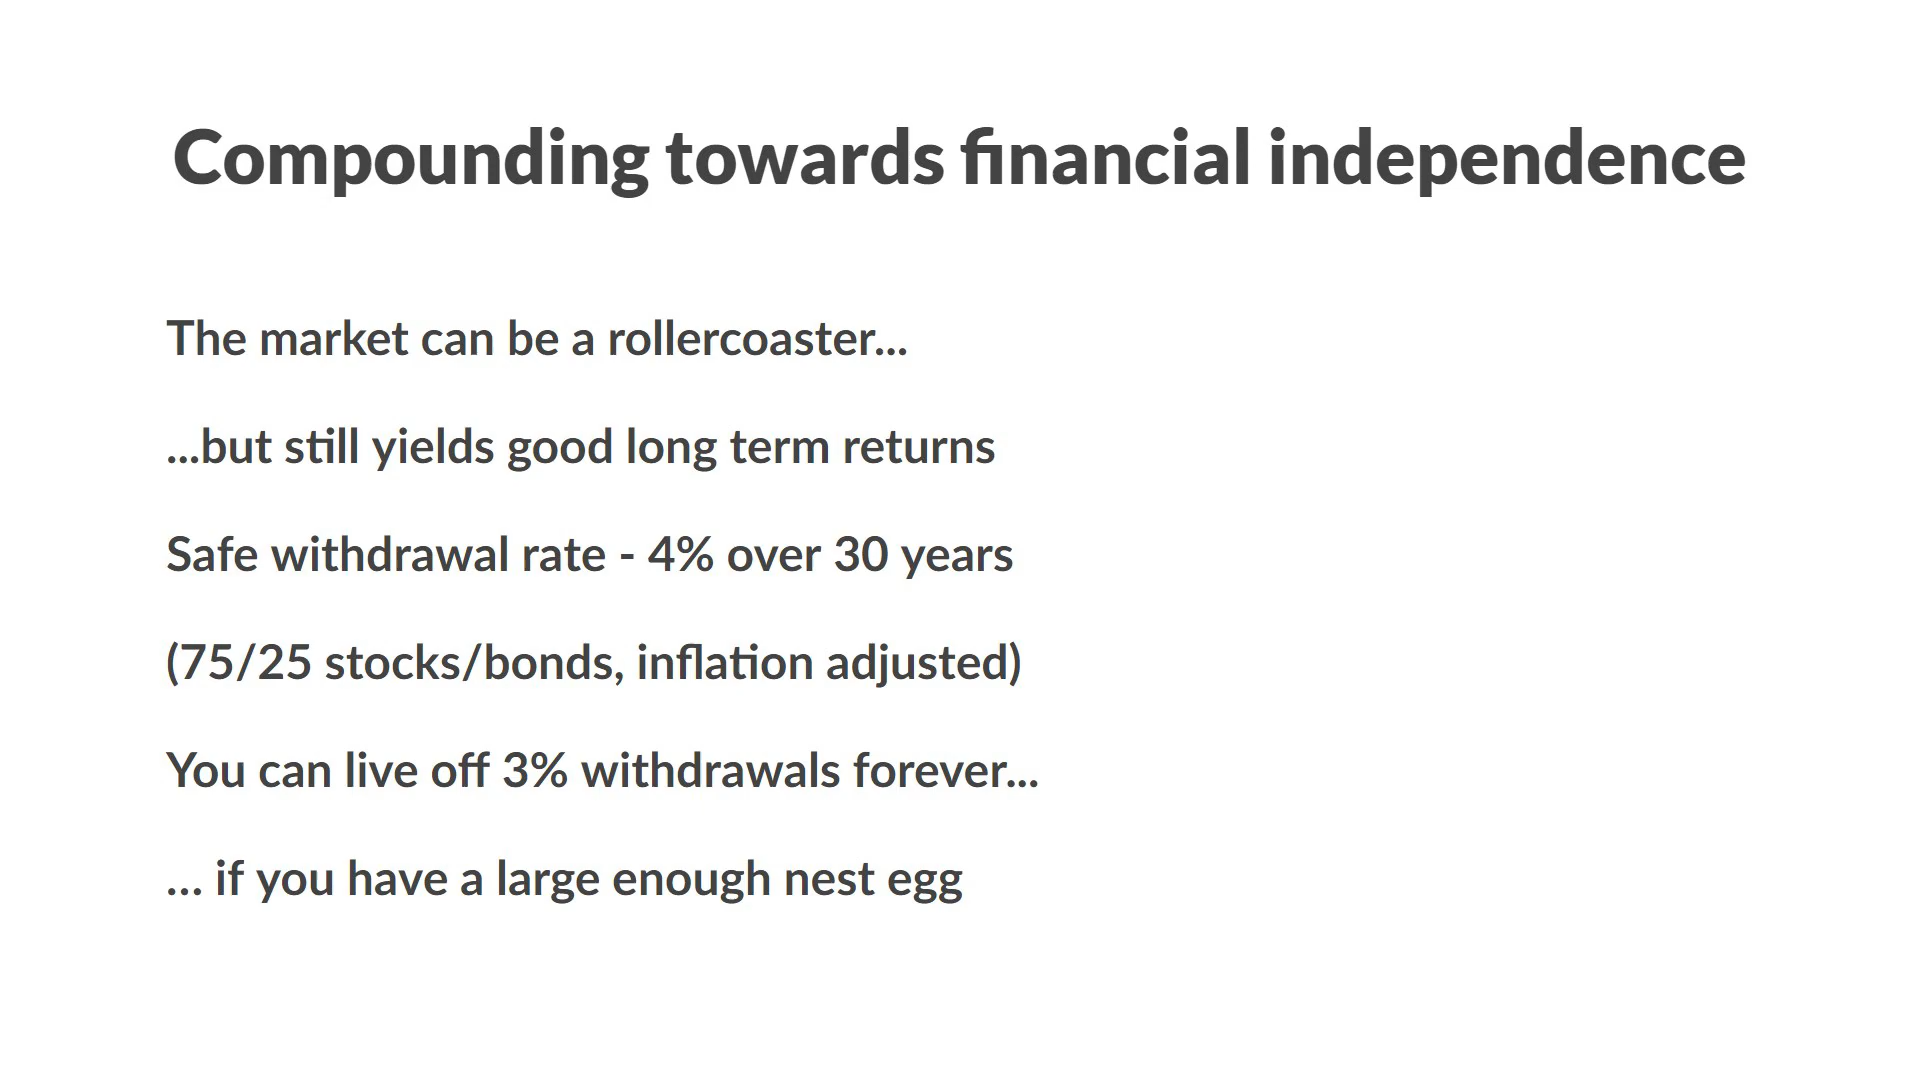 Compounding towards financial independence
The market can be a rollercoaster...
...but still yields good long term returns
Safe withdrawal rate - 4% over 30 years
(75/25 stocks/bonds, inflation adjusted)
You can live off 3% withdrawals forever...
... if you have a large enough nest egg